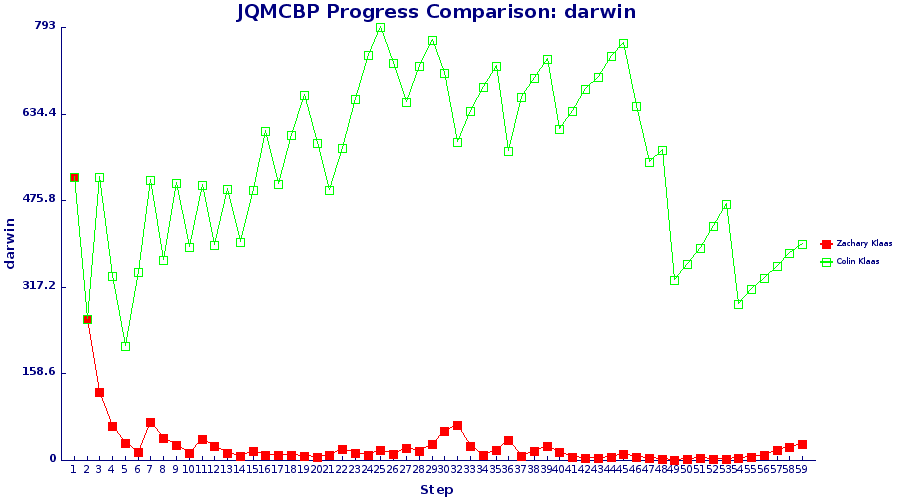 JQMCBP Progress Comparison: darwin
793
634.4
475.8
317.2
158.6
0
darwin
1 2 3 4 5 6 7 8 9 10 11 12 13 14 15 16 17 18 19 20 21 22 23 24 25 26 27 28 29 30 31 32 33 34 35 36 37 38 39 40 41 42 43 44 45 46 47 48 49 50 51 52 53 54 55 56 57 58 59
Step
Zachary Klaas
Colin Klaas